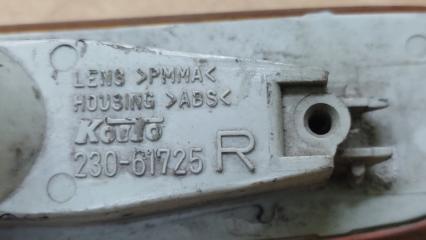 LENS >PMMA<
HOUSING >ABS<
Koito
230-61725 R